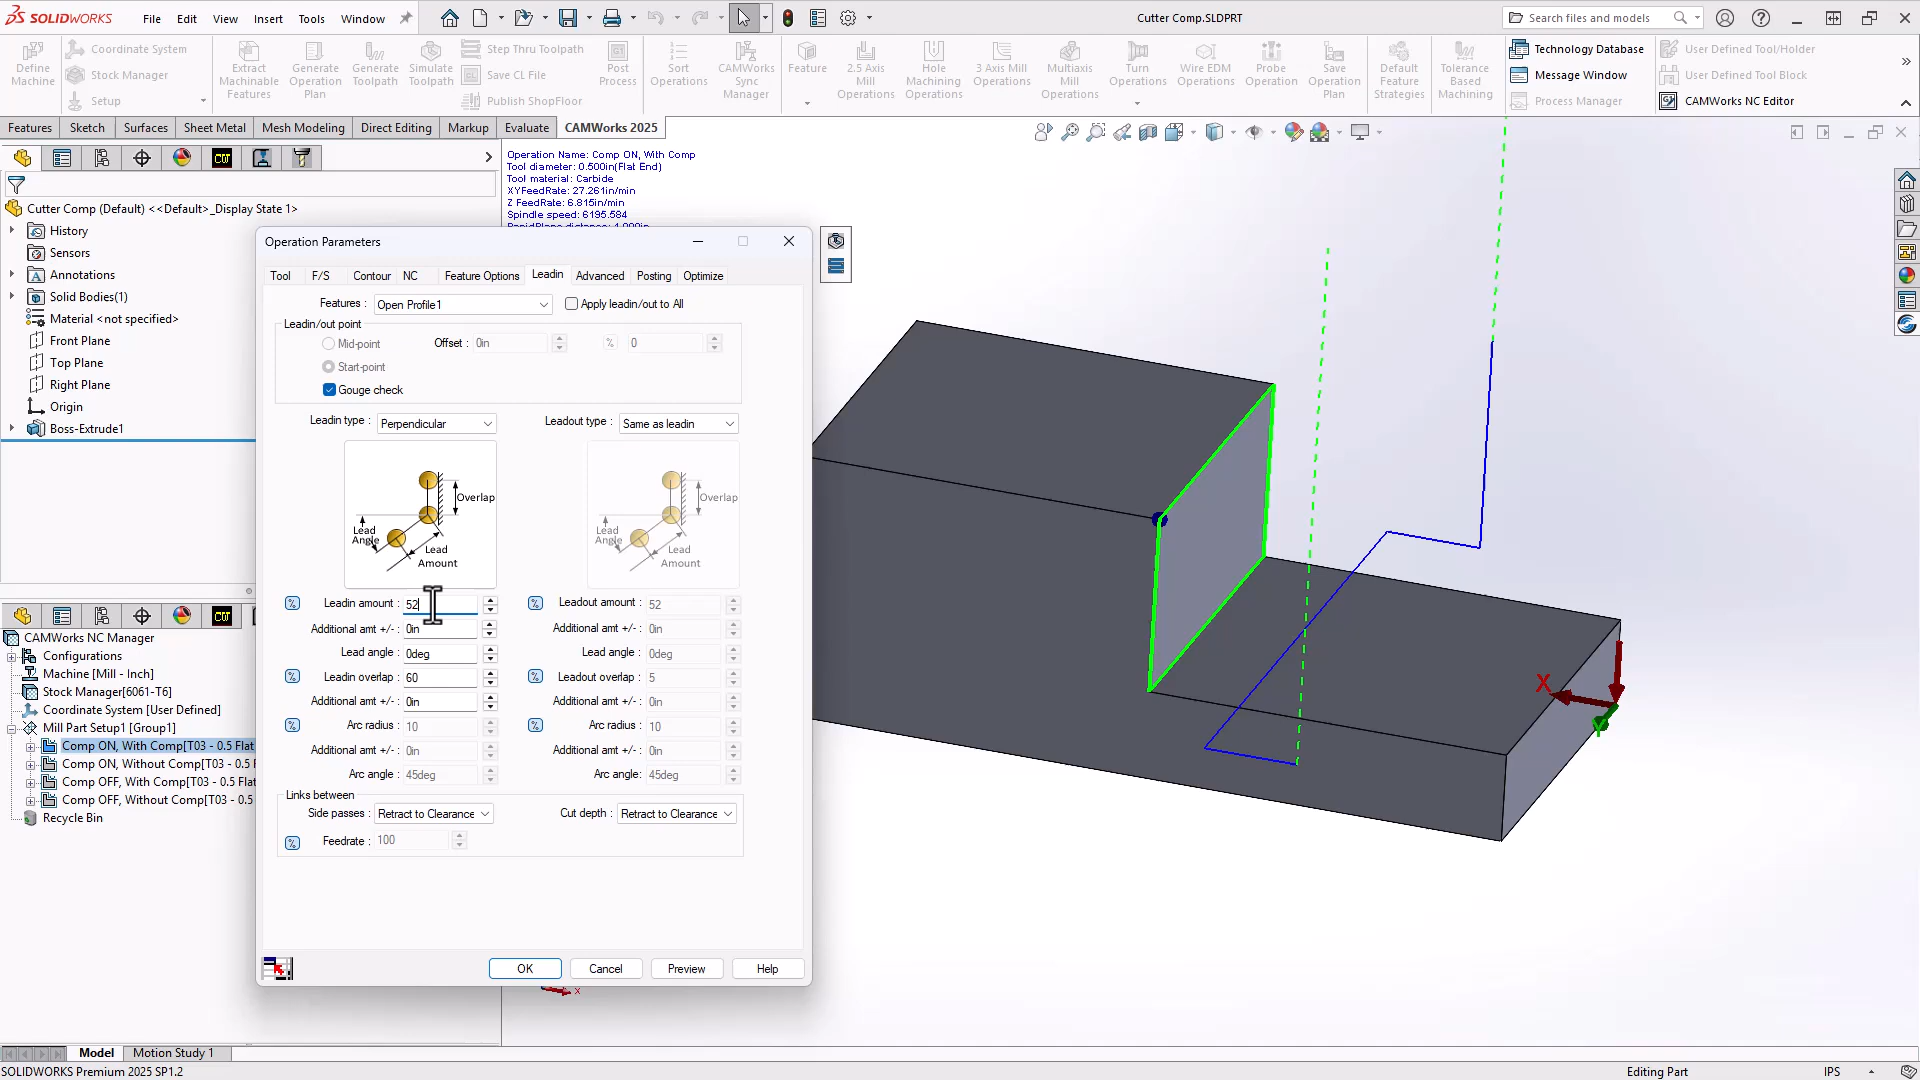 SOLIDWORKS File Edit View Insert Tools Window
Cutter Comp.SLDPRT
Search files and models
Define Machine
Coordinate System
Stock Manager
Setup
Extract Machinable Features
Generate Operation Plan
Generate Toolpath
Simulate Toolpath
Step Thru Toolpath
Save CL File
Publish ShopFloor
Post Process
Sort Operations
CAMWorks Sync Manager
Feature
2.5 Axis Mill Operations
Hole Machining Operations
3 Axis Mill Operations
Multiaxis Mill Operations
Turn Operations
Wire EDM Operations
Probe Operation
Save Operation Plan
Default Feature Strategies
Tolerance Based Machining
Technology Database
Message Window
Process Manager
User Defined Tool/Holder
User Defined Tool Block
CAMWorks NC Editor
Features Sketch Surfaces Sheet Metal Mesh Modeling Direct Editing Markup Evaluate CAMWorks 2025
Cutter Comp (Default) <<Default>_Display State 1>
History
Sensors
Annotations
Solid Bodies(1)
Material <not specified>
Front Plane
Top Plane
Right Plane
Origin
Boss-Extrude1
CAMWorks NC Manager
Configurations
Machine [Mill - Inch]
Stock Manager[6061-T6]
Coordinate System [User Defined]
Mill Part Setup1 [Group1]
Comp ON, With Comp[T03 - 0.5 Flat
Comp ON, Without Comp[T03 - 0.5 F
Comp OFF, With Comp[T03 - 0.5 Flat
Comp OFF, Without Comp[T03 - 0.5
Recycle Bin
Operation Name: Comp ON, With Comp
Tool diameter: 0.500in(Flat End)
Tool material: Carbide
XYFeedRate: 27.261in/min
Z FeedRate: 6.815in/min
Spindle speed: 6195.584
Operation Parameters
Tool F/S Contour NC Feature Options Leadin Advanced Posting Optimize
Features : Open Profile1 Apply leadin/out to All
Leadin/out point
Mid-point Offset : 0in % 0
Start-point
Gouge check
Leadin type : Perpendicular Leadout type : Same as leadin
Overlap
Lead Angle
Lead Amount
Overlap
Lead Angle
Lead Amount
% Leadin amount : 52 % Leadout amount : 52
Additional amt +/- : 0in Additional amt +/- : 0in
Lead angle : 0deg Lead angle : 0deg
% Leadin overlap : 60 % Leadout overlap : 5
Additional amt +/- : 0in Additional amt +/- : 0in
% Arc radius : 10 % Arc radius : 10
Additional amt +/- : 0in Additional amt +/- : 0in
Arc angle : 45deg Arc angle: 45deg
Links between
Side passes : Retract to Clearance Cut depth : Retract to Clearance
% Feedrate : 100
OK Cancel Preview Help
X
Y
x
Model Motion Study 1
SOLIDWORKS Premium 2025 SP1.2 Editing Part IPS